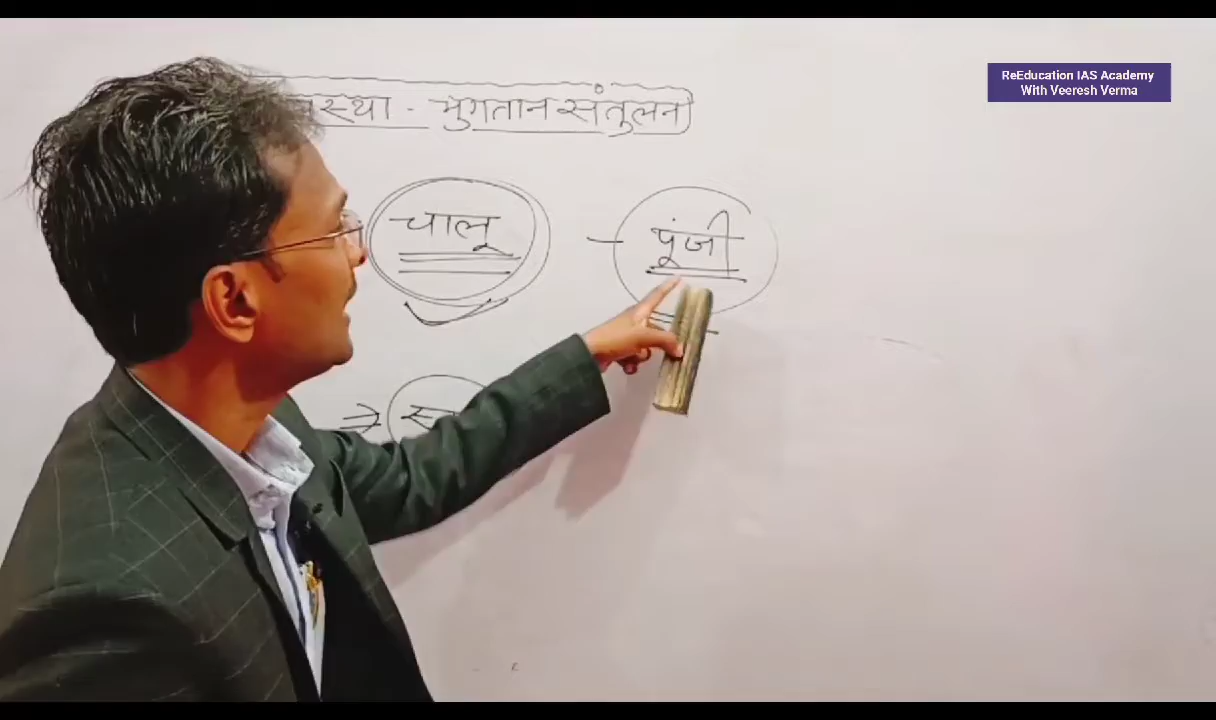 ReEducation IAS Academy
With Veeresh Verma
- भुगतान संतुलन
चालू
- पूंजी
⇒